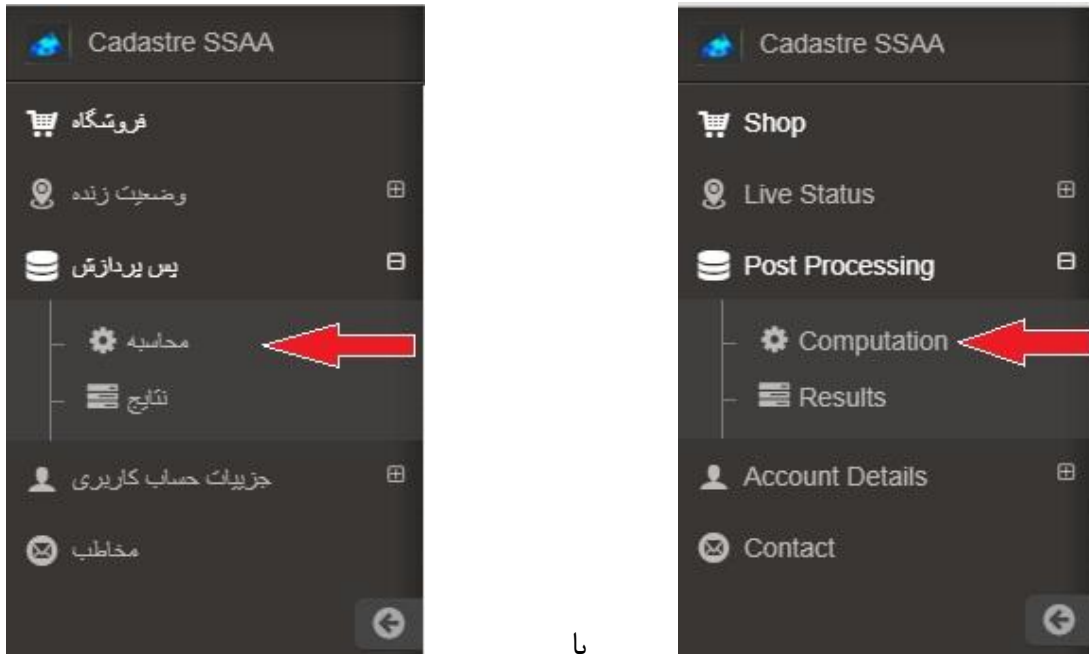 Cadastre SSAA
فروشگاه
وضعیت زنده
پس پردازش
محاسبه
نتایج
جزییات حساب کاربری
مخاطب
یا
Cadastre SSAA
Shop
Live Status
Post Processing
Computation
Results
Account Details
Contact